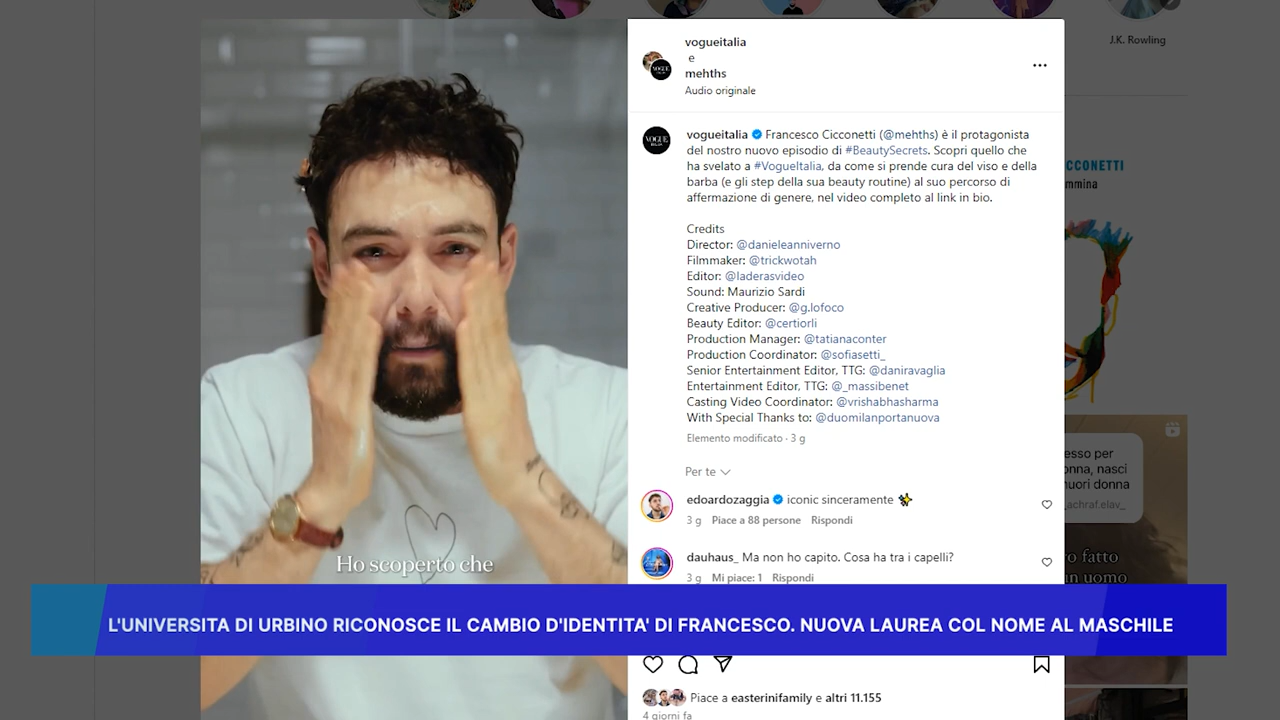 J.K. Rowling
vogueitalia
e
mehths
Audio originale
vogueitalia Francesco Cicconetti (@mehths) è il protagonista
del nostro nuovo episodio di #BeautySecrets. Scopri quello che
ha svelato a #VogueItalia, da come si prende cura del viso e della
barba (e gli step della sua beauty routine) al suo percorso di
affermazione di genere, nel video completo al link in bio.
Credits
Director: @danieleanniverno
Filmmaker: @trickwotah
Editor: @laderasvideo
Sound: Maurizio Sardi
Creative Producer: @g.lofoco
Beauty Editor: @certiorli
Production Manager: @tatianaconter
Production Coordinator: @sofiasetti_
Senior Entertainment Editor, TTG: @daniravaglia
Entertainment Editor, TTG: @_massibenet
Casting Video Coordinator: @vrishabhasharma
With Special Thanks to: @duomilanportanuova
Elemento modificato · 3 g
Per te
edoardozaggia iconic sinceramente ✨
3 g Piace a 88 persone Rispondi
dauhaus_ Ma non ho capito. Cosa ha tra i capelli?
3 g Mi piace: 1 Rispondi
Ho scoperto che
L'UNIVERSITA DI URBINO RICONOSCE IL CAMBIO D'IDENTITA' DI FRANCESCO. NUOVA LAUREA COL NOME AL MASCHILE
Piace a easterinifamily e altri 11.155
4 giorni fa
CCONETTI
mmina
esso per
onna, nasci
nuori donna
_achraf.elav_
ro fatto
un uomo